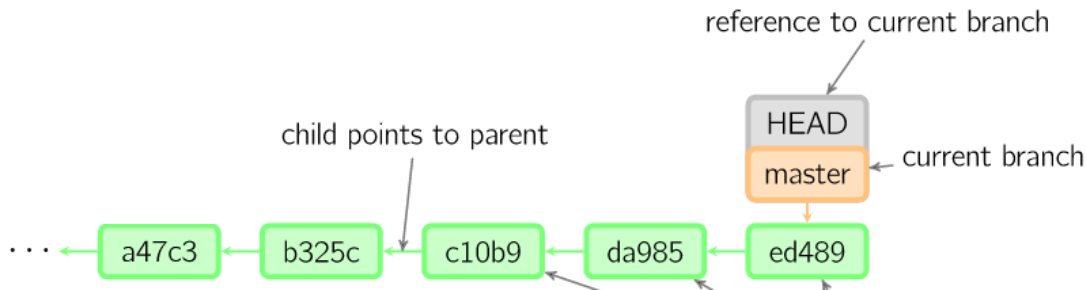 reference to current branch
HEAD
child points to parent
current branch
master
... a47c3 b325c c10b9 da985 ed489